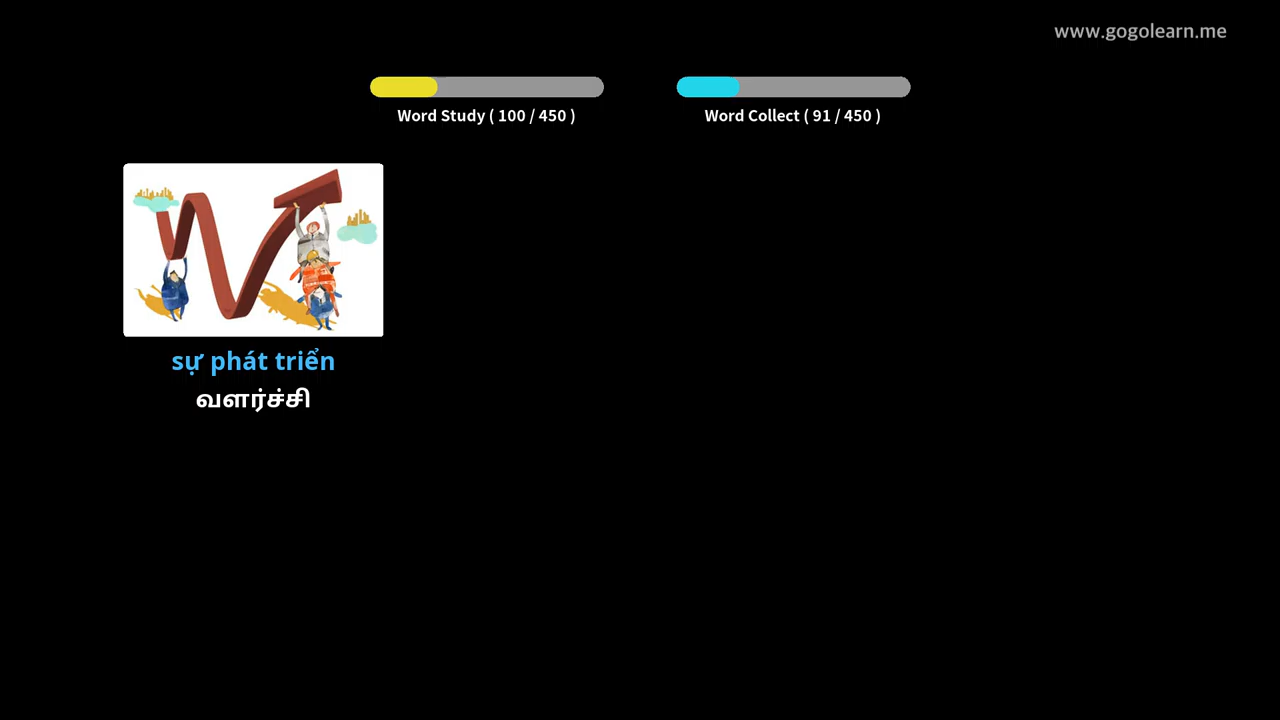 www.gogolearn.me
Word Study ( 100 / 450 )
Word Collect ( 91 / 450 )
sự phát triển
வளர்ச்சி